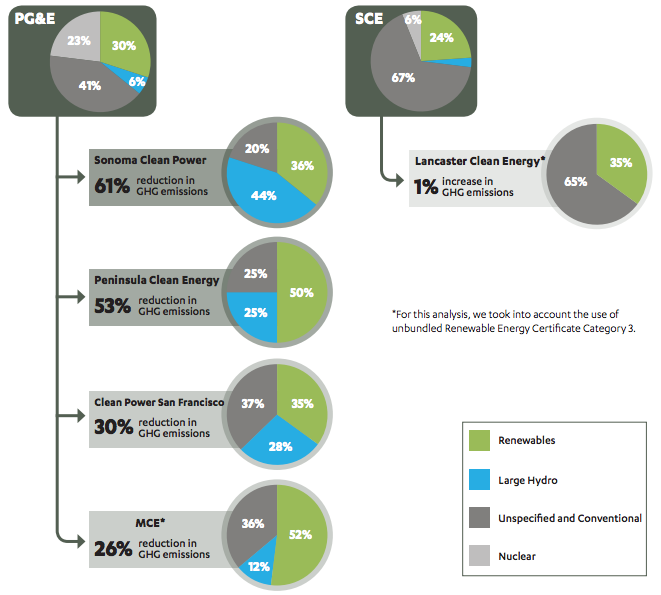 PG&E
23%
30%
41%
6%
SCE
6%
24%
67%
Sonoma Clean Power
61% reduction in
GHG emissions
20%
36%
44%
Lancaster Clean Energy*
1% increase in
GHG emissions
35%
65%
Peninsula Clean Energy
53% reduction in
GHG emissions
25%
50%
25%
*For this analysis, we took into account the use of
unbundled Renewable Energy Certificate Category 3.
Clean Power San Francisco
30% reduction in
GHG emissions
37%
35%
28%
MCE*
26% reduction in
GHG emissions
36%
52%
12%
Renewables
Large Hydro
Unspecified and Conventional
Nuclear